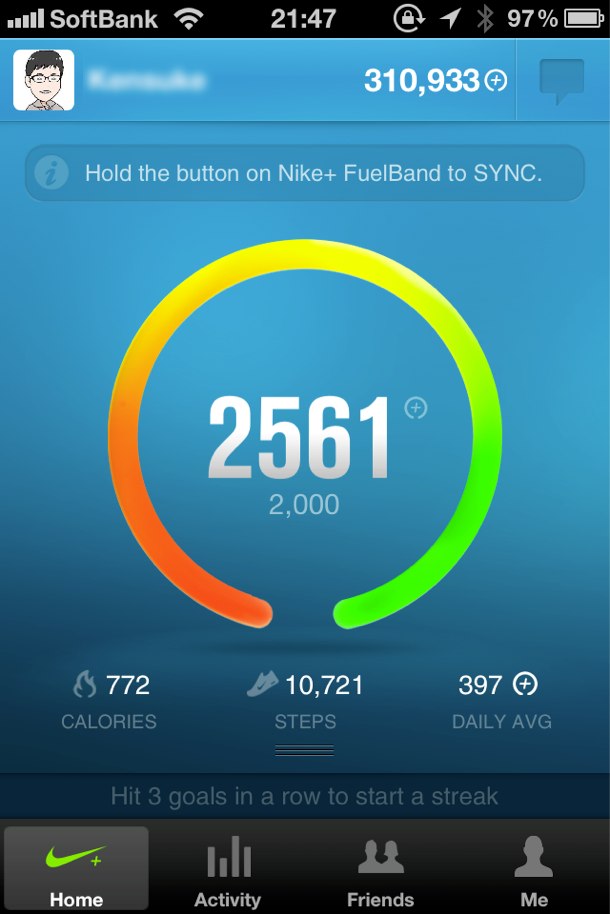 SoftBank 21:47 97%
310,933
Hold the button on Nike+ FuelBand to SYNC.
2561
2,000
772 10,721 397
CALORIES STEPS DAILY AVG
Hit 3 goals in a row to start a streak
Home Activity Friends Me